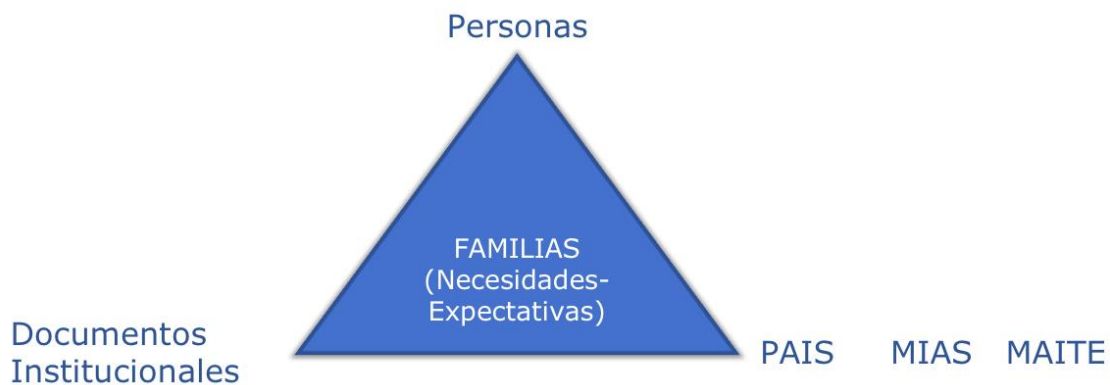 Personas
FAMILIAS
(Necesidades-
Expectativas)
Documentos
Institucionales
PAIS MIAS MAITE